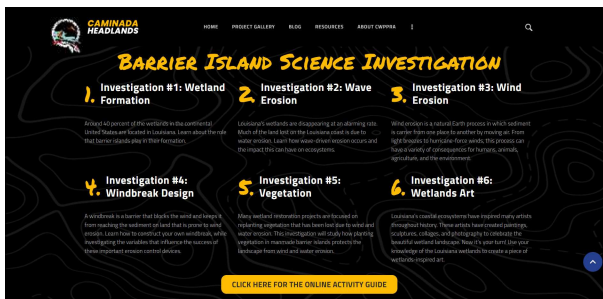 CAMINADA
HEADLANDS
HOME PROJECT GALLERY BLOG RESOURCES ABOUT CWPPRA
BARRIER ISLAND SCIENCE INVESTIGATION
1. Investigation #1: Wetland
Formation
Around 40 percent of the wetlands in the continental
United States are located in Louisiana. Learn about the role
that barrier islands play in their formation.
2. Investigation #2: Wave
Erosion
Louisiana's wetlands are disappearing at an alarming rate.
Much of the land lost on the Louisiana coast is due to
water erosion. Learn how wave-driven erosion occurs and
the impact this can have on ecosystems.
3. Investigation #3: Wind
Erosion
Wind erosion is a natural Earth process in which sediment
is carrier from one place to another by moving air. From
light breezes to hurricane-force winds, this process can
have a variety of consequences for humans, animals,
agriculture, and the environment.
4. Investigation #4:
Windbreak Design
A windbreak is a barrier that blocks the wind and keeps it
from reaching the sediment on land that is prone to wind
erosion. Learn how to construct your own windbreak, while
investigating the variables that influence the success of
these important erosion control devices.
5. Investigation #5:
Vegetation
Many wetland restoration projects are focused on
replanting vegetation that has been lost due to wind and
water erosion. This investigation will study how planting
vegetation in manmade barrier islands protects the
landscape from wind and water erosion.
6. Investigation #6:
Wetlands Art
Louisiana's coastal ecosystems have inspired many artists
throughout history. These artists have created paintings,
sculptures, collages, and photography to celebrate the
beautiful wetland landscape. Now it's your turn! Use your
knowledge of the Louisiana wetlands to create a piece of
wetlands-inspired art.
CLICK HERE FOR THE ONLINE ACTIVITY GUIDE